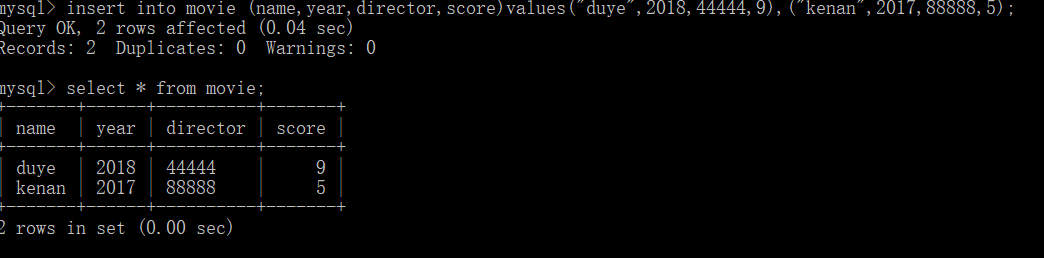 mysql> insert into movie (name,year,director,score)values("duye",2018,44444,9),("kenan",2017,88888,5);
Query OK, 2 rows affected (0.04 sec)
Records: 2  Duplicates: 0  Warnings: 0
mysql> select * from movie;
+-------+------+----------+-------+
| name  | year | director | score |
+-------+------+----------+-------+
| duye  | 2018 | 44444    |     9 |
| kenan | 2017 | 88888    |     5 |
+-------+------+----------+-------+
2 rows in set (0.00 sec)